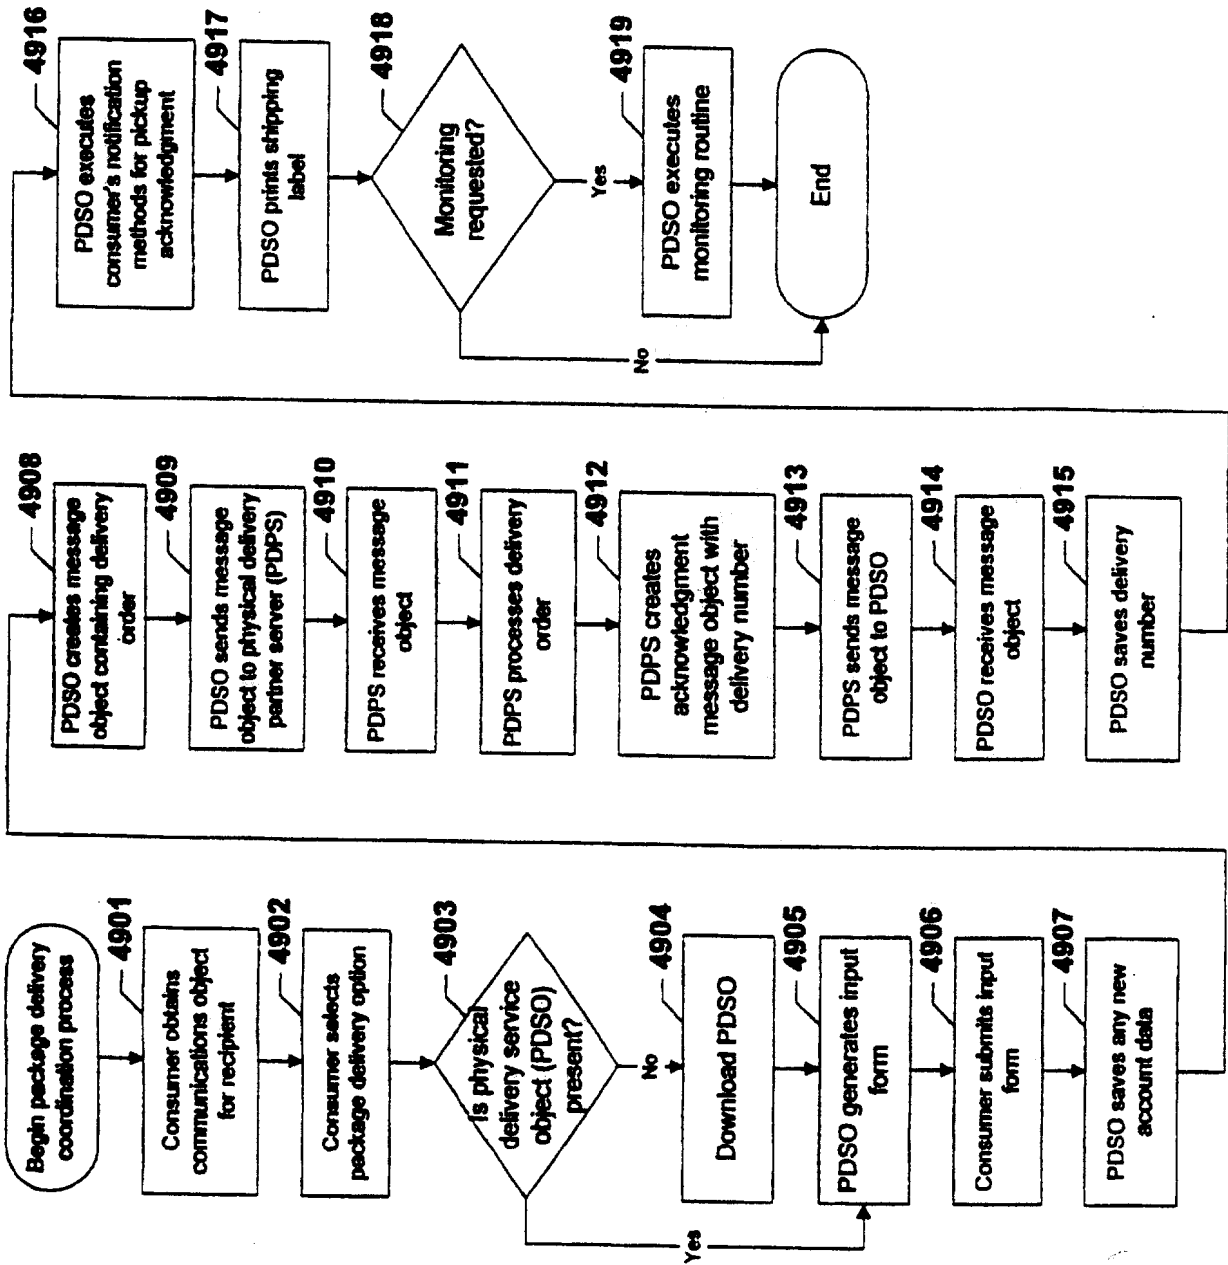 Begin package delivery
coordination process
4901
Consumer obtains
communications object
for recipient
4902
Consumer selects
package delivery option
4903
Is physical
delivery service
object (PDSO)
present?
No
Yes
4904
Download PDSO
4905
PDSO generates input
form
4906
Consumer submits input
form
4907
PDSO saves any new
account data
4908
PDSO creates message
object containing delivery
order
4909
PDSO sends message
object to physical delivery
partner server (PDPS)
4910
PDPS receives message
object
4911
PDPS processes delivery
order
4912
PDPS creates
acknowledgment
message object with
delivery number
4913
PDPS sends message
object to PDSO
4914
PDSO receives message
object
4915
PDSO saves delivery
number
4916
PDSO executes
consumer's notification
methods for pickup
acknowledgment
4917
PDSO prints shipping
label
4918
Monitoring
requested?
Yes
No
4919
PDSO executes
monitoring routine
End